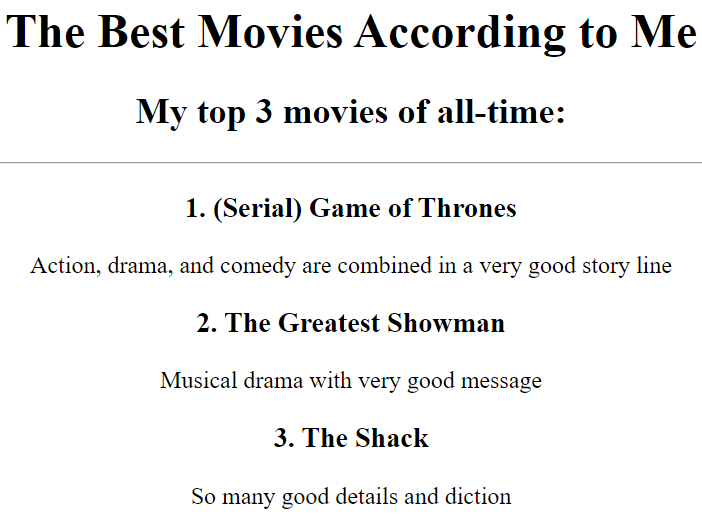 The Best Movies According to Me
My top 3 movies of all-time:
1. (Serial) Game of Thrones
Action, drama, and comedy are combined in a very good story line
2. The Greatest Showman
Musical drama with very good message
3. The Shack
So many good details and diction